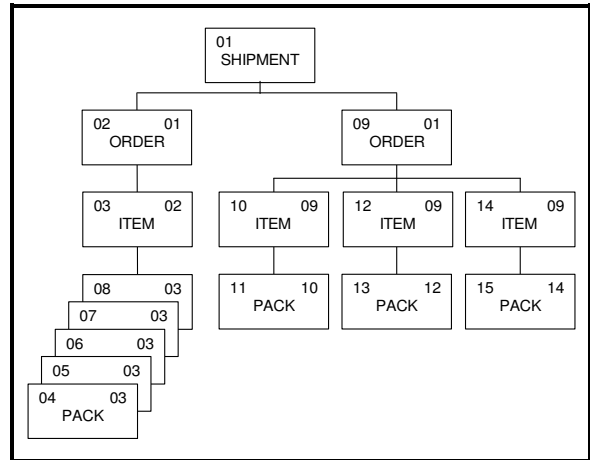 01
SHIPMENT
02 01
ORDER
09 01
ORDER
03 02
ITEM
10 09
ITEM
12 09
ITEM
14 09
ITEM
08 03
07 03
06 03
05 03
04 03
PACK
11 10
PACK
13 12
PACK
15 14
PACK